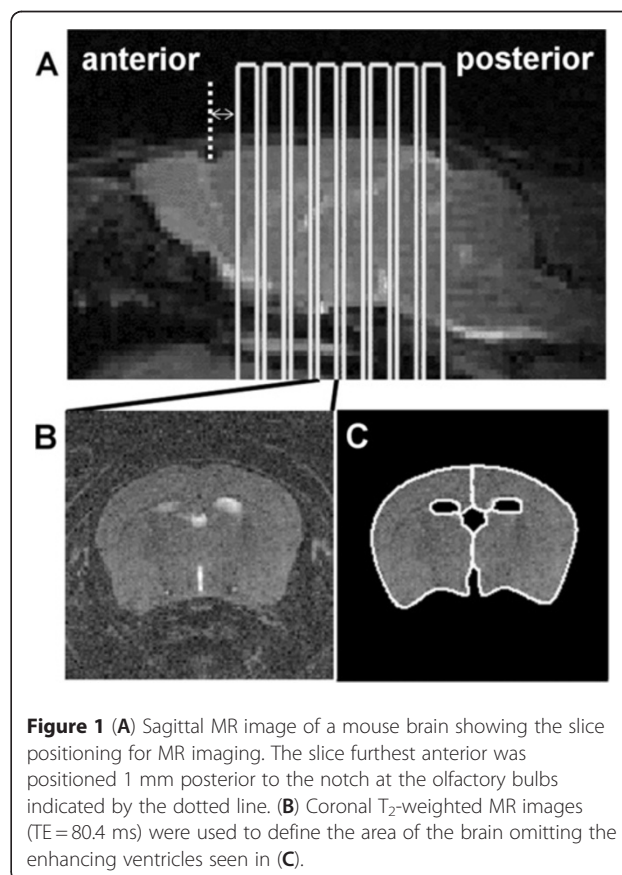 A anterior posterior
B C
Figure 1 (A) Sagittal MR image of a mouse brain showing the slice
positioning for MR imaging. The slice furthest anterior was
positioned 1 mm posterior to the notch at the olfactory bulbs
indicated by the dotted line. (B) Coronal T₂-weighted MR images
(TE = 80.4 ms) were used to define the area of the brain omitting the
enhancing ventricles seen in (C).